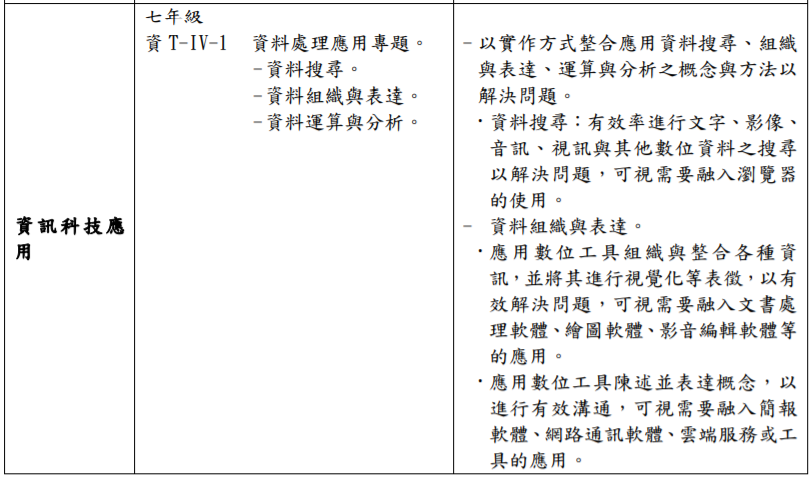 資訊科技應
用
七年級
資 T-IV-1 資料處理應用專題。
-資料搜尋。
-資料組織與表達。
-資料運算與分析。
-以實作方式整合應用資料搜尋、組織
與表達、運算與分析之概念與方法以
解決問題。
‧資料搜尋：有效率進行文字、影像、
音訊、視訊與其他數位資料之搜尋
以解決問題，可視需要融入瀏覽器
的使用。
- 資料組織與表達。
‧應用數位工具組織與整合各種資
訊，並將其進行視覺化等表徵，以有
效解決問題，可視需要融入文書處
理軟體、繪圖軟體、影音編輯軟體等
的應用。
‧應用數位工具陳述並表達概念，以
進行有效溝通，可視需要融入簡報
軟體、網路通訊軟體、雲端服務或工
具的應用。